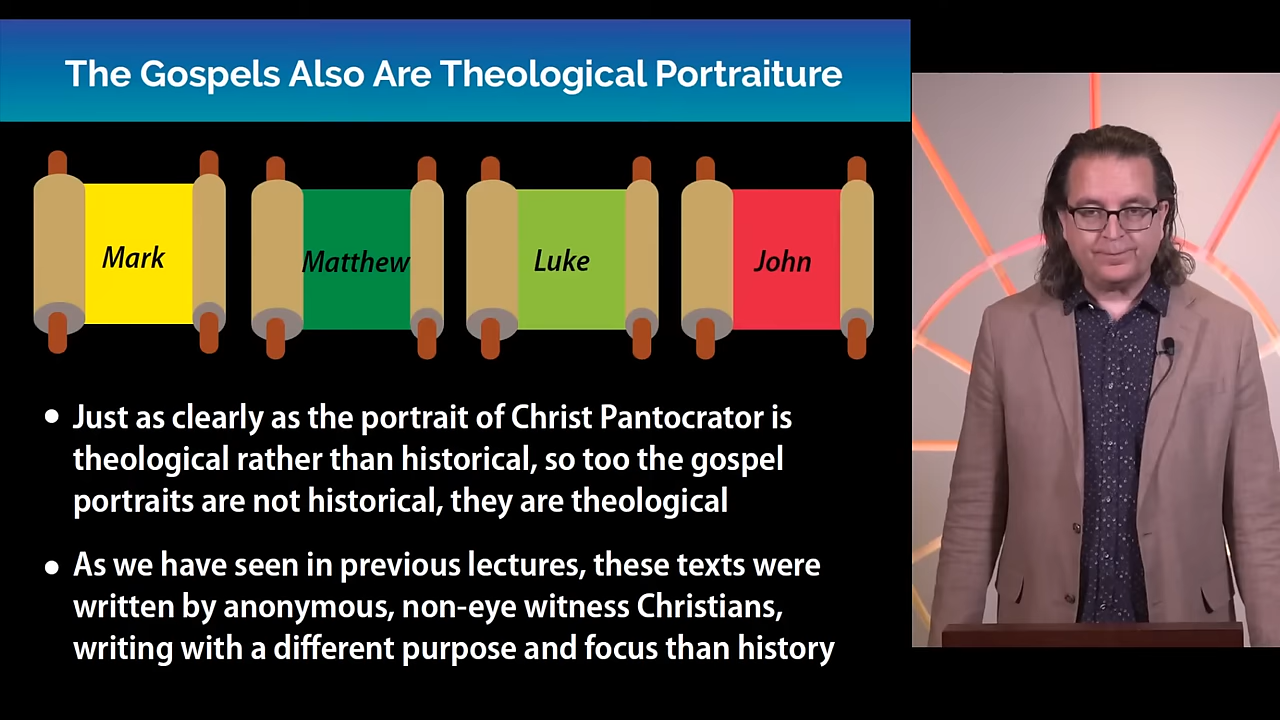 The Gospels Also Are Theological Portraiture
Mark
Matthew
Luke
John
Just as clearly as the portrait of Christ Pantocrator is
theological rather than historical, so too the gospel
portraits are not historical, they are theological
As we have seen in previous lectures, these texts were
written by anonymous, non-eye witness Christians,
writing with a different purpose and focus than history